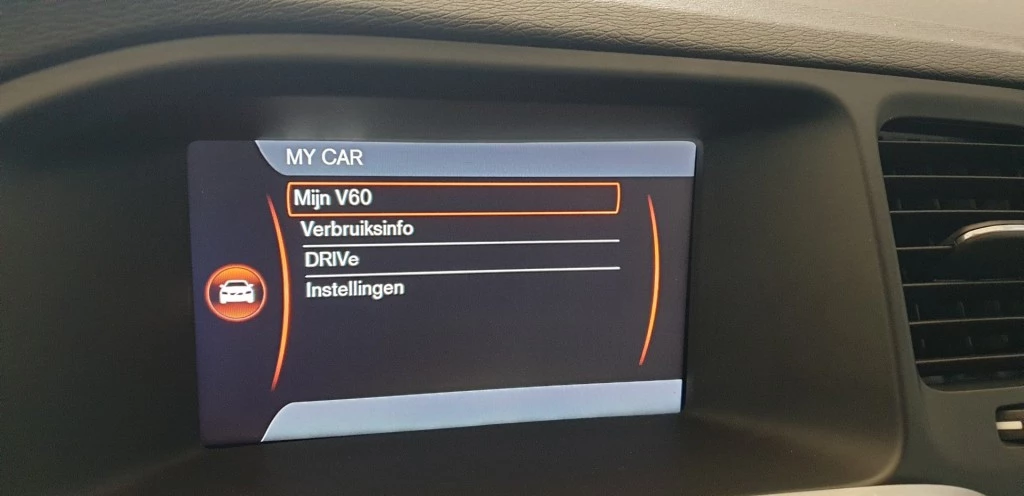 MY CAR
Mijn V60
Verbruiksinfo
DRIVe
Instellingen